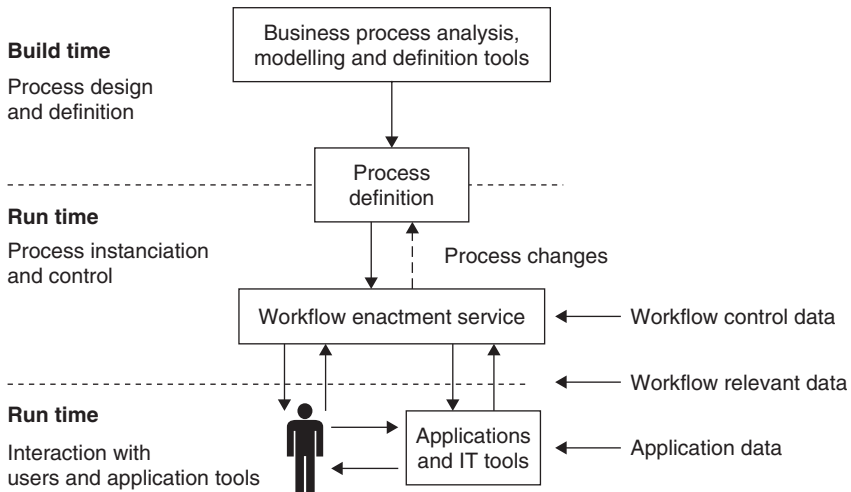 Business process analysis,
modelling and definition tools
Build time
Process design
and definition
Process
definition
Run time
Process instanciation
and control
Process changes
Workflow enactment service
Workflow control data
Workflow relevant data
Run time
Interaction with
users and application tools
Applications
and IT tools
Application data